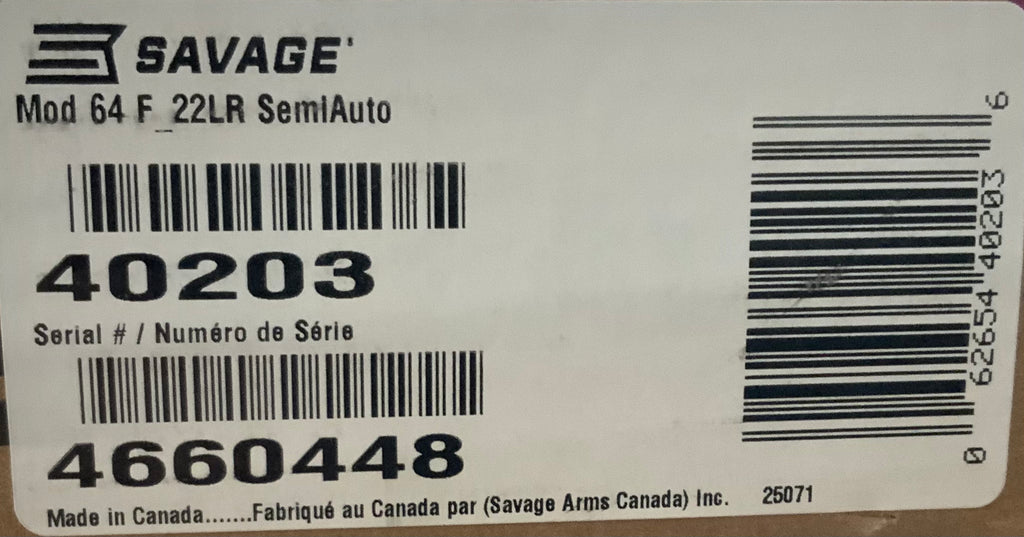 SAVAGE
Mod 64 F_22LR SemiAuto
40203
Serial # / Numéro de Série
4660448
Made in Canada.......Fabriqué au Canada par (Savage Arms Canada) Inc. 25071
0 62654 40203 6